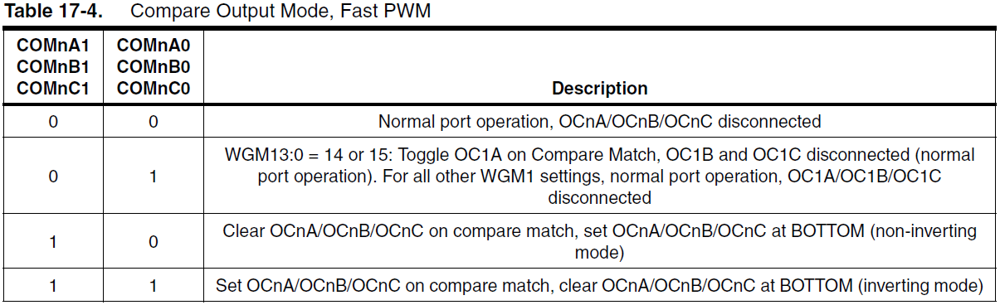 Table 17-4. Compare Output Mode, Fast PWM
COMnA1 COMnA0
COMnB1 COMnB0
COMnC1 COMnC0 Description
0 0 Normal port operation, OCnA/OCnB/OCnC disconnected
WGM13:0 = 14 or 15: Toggle OC1A on Compare Match, OC1B and OC1C disconnected (normal
0 1 port operation). For all other WGM1 settings, normal port operation, OC1A/OC1B/OC1C
disconnected
1 0 Clear OCnA/OCnB/OCnC on compare match, set OCnA/OCnB/OCnC at BOTTOM (non-inverting
mode)
1 1 Set OCnA/OCnB/OCnC on compare match, clear OCnA/OCnB/OCnC at BOTTOM (inverting mode)